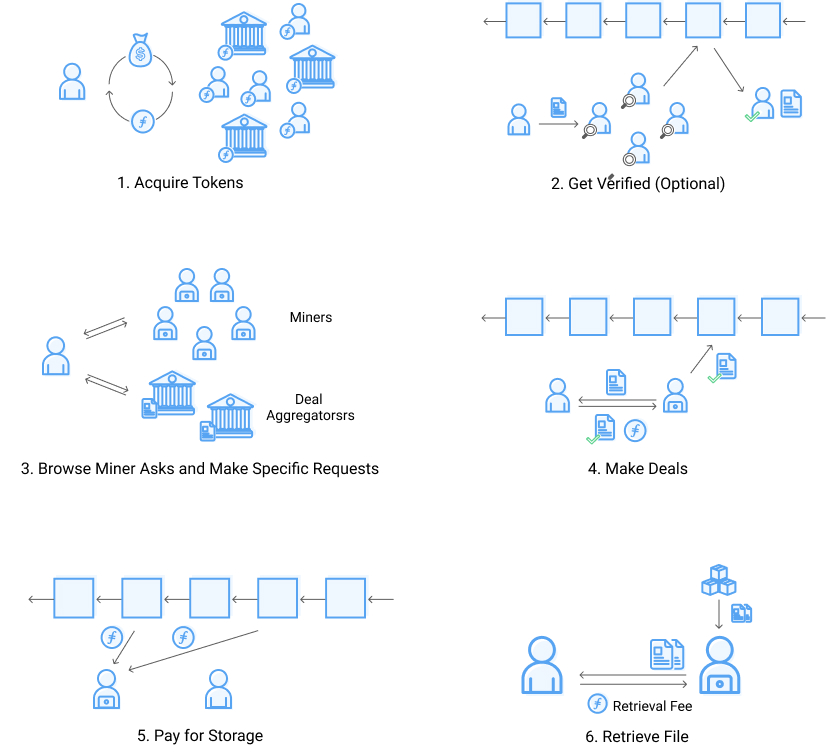 1. Acquire Tokens
2. Get Verified (Optional)
Miners
Deal
Aggregatorsrs
3. Browse Miner Asks and Make Specific Requests
4. Make Deals
5. Pay for Storage
Retrieval Fee
6. Retrieve File